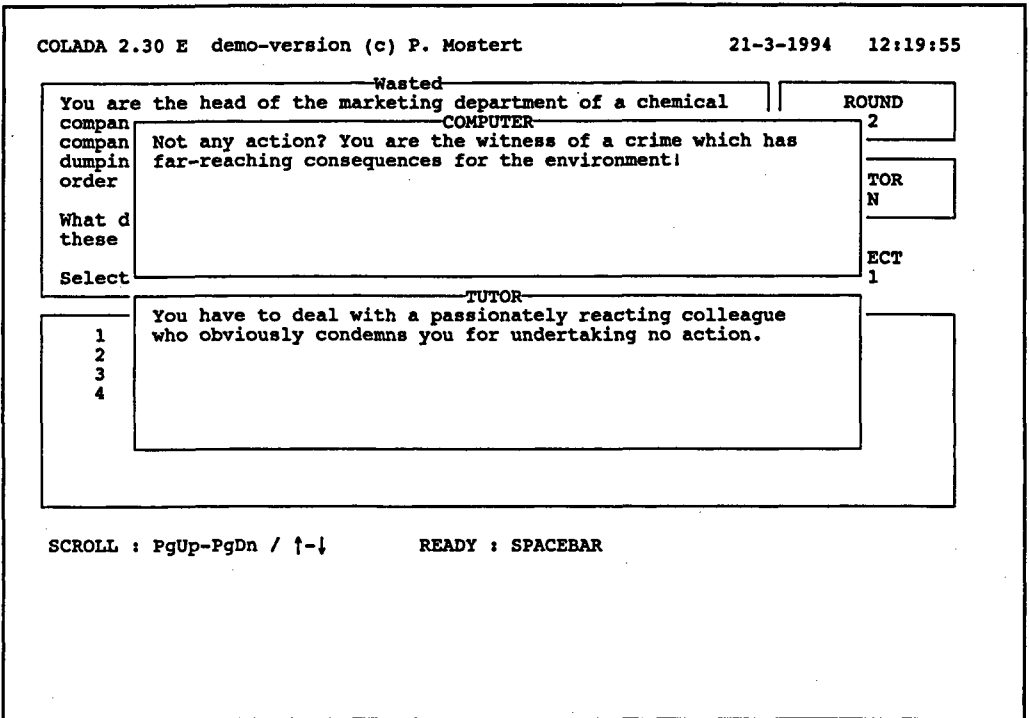 COLADA 2.30 E demo-version (c) P. Mostert 21-3-1994 12:19:55
Wasted
You are the head of the marketing department of a chemical
compan
compan
dumpin
order
What d
these
Select
ROUND
2
TOR
N
ECT
1
COMPUTER
Not any action? You are the witness of a crime which has
far-reaching consequences for the environment!
TUTOR
You have to deal with a passionately reacting colleague
who obviously condemns you for undertaking no action.
1
2
3
4
SCROLL : PgUp-PgDn / ↑-↓ READY : SPACEBAR